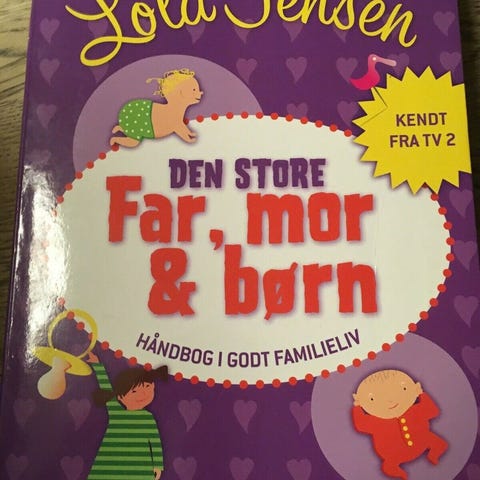 Lola Jensen
KENDT
FRA TV 2
DEN STORE
Far, mor
& børn
HÅNDBOG I GODT FAMILIELIV